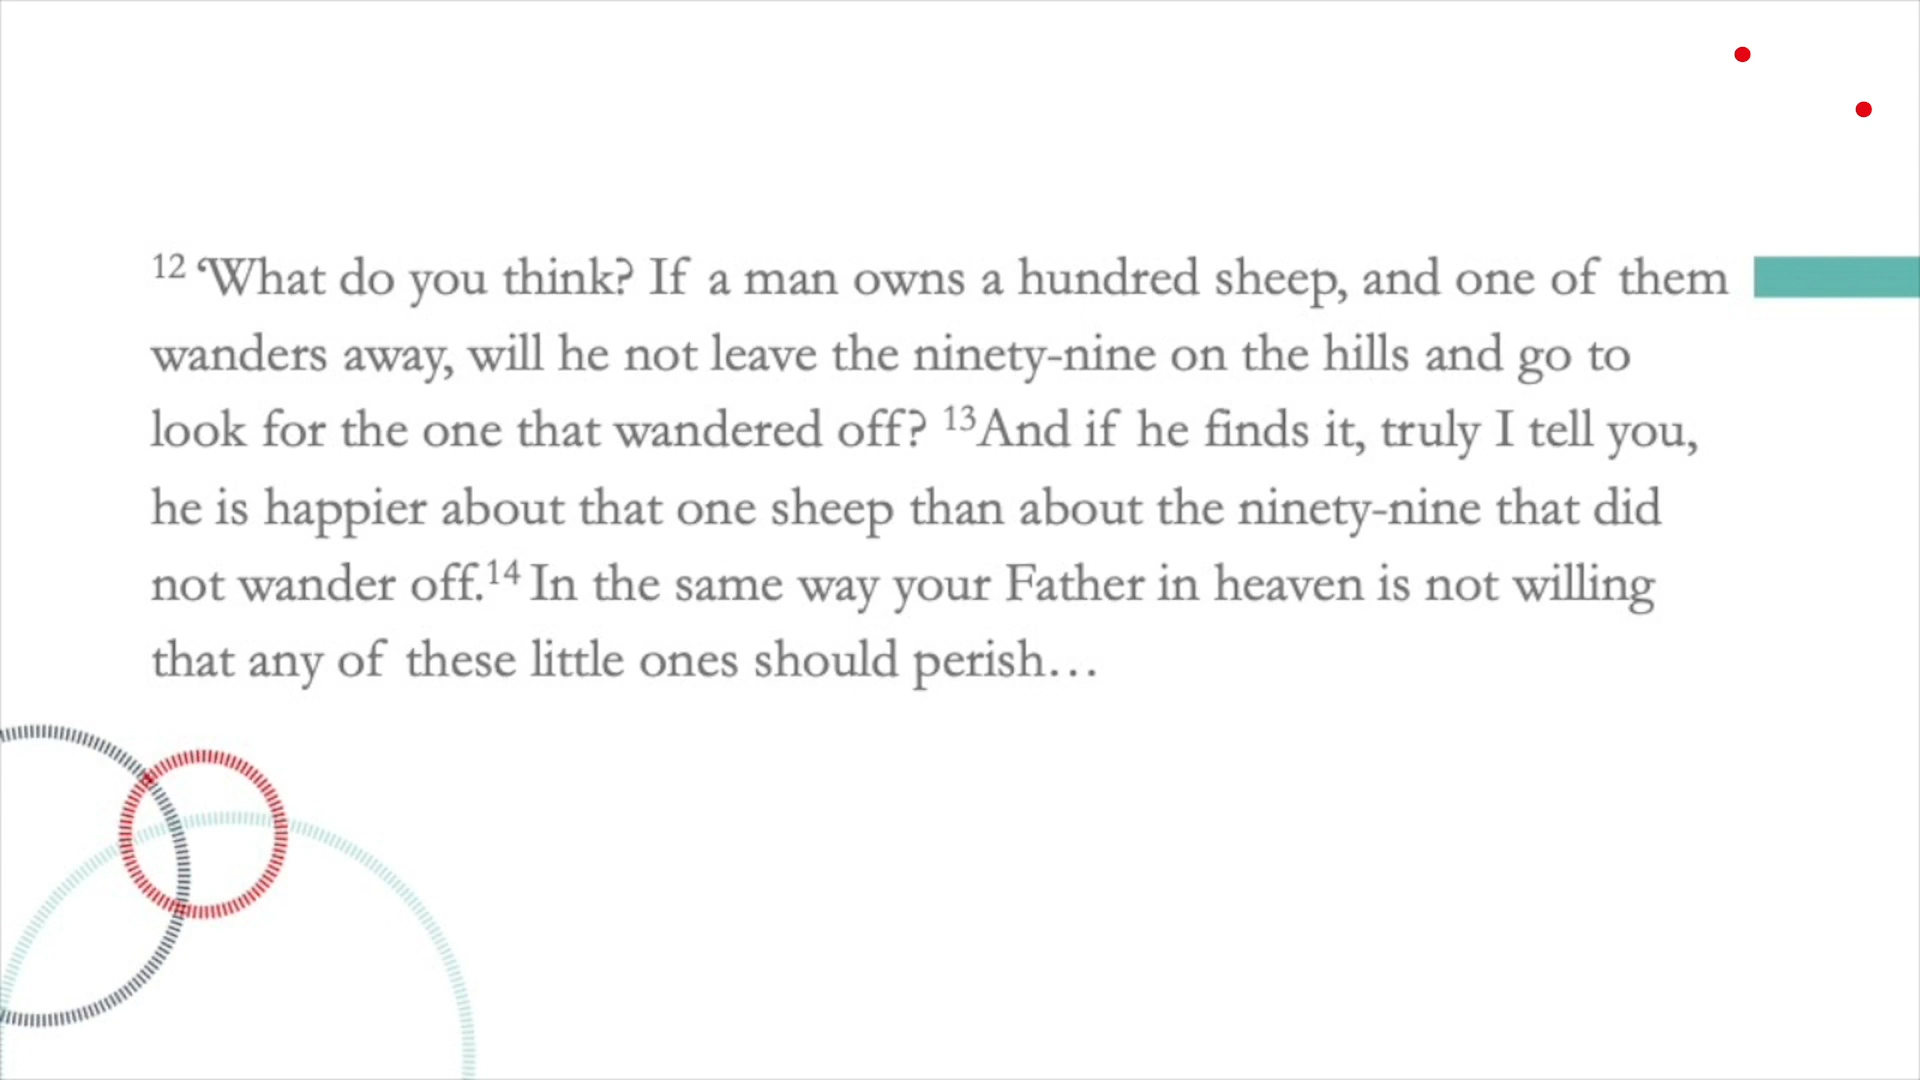 12 ‘What do you think? If a man owns a hundred sheep, and one of them
wanders away, will he not leave the ninety-nine on the hills and go to
look for the one that wandered off? 13And if he finds it, truly I tell you,
he is happier about that one sheep than about the ninety-nine that did
not wander off.14 In the same way your Father in heaven is not willing
that any of these little ones should perish…